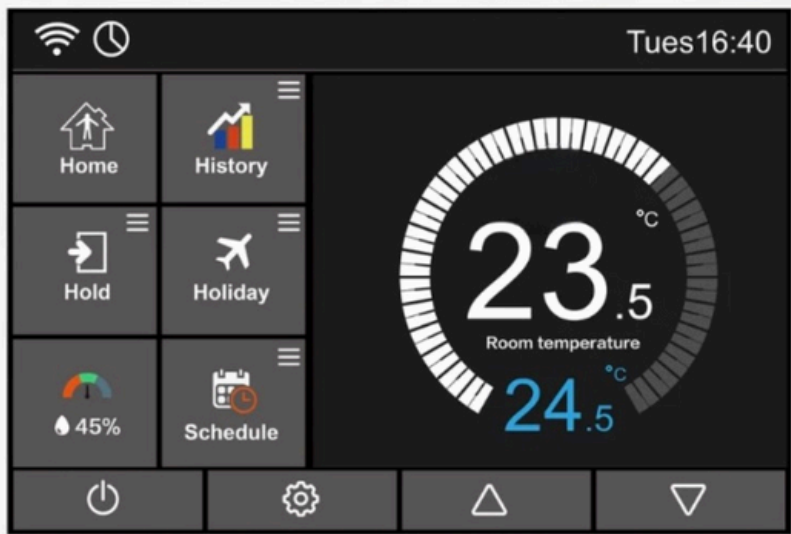 Tues16:40
Home
History
Hold
Holiday
45%
Schedule
23.5 °C
Room temperature
24.5 °C